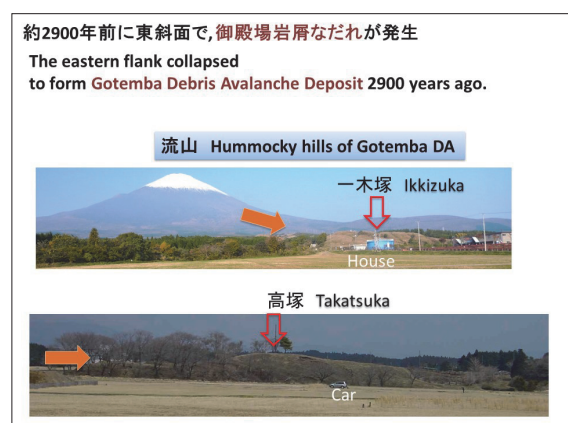 約2900年前に東斜面で,御殿場岩屑なだれが発生
The eastern flank collapsed
to form Gotemba Debris Avalanche Deposit 2900 years ago.
流山 Hummocky hills of Gotemba DA
一木塚 Ikkizuka
House
高塚 Takatsuka
Car